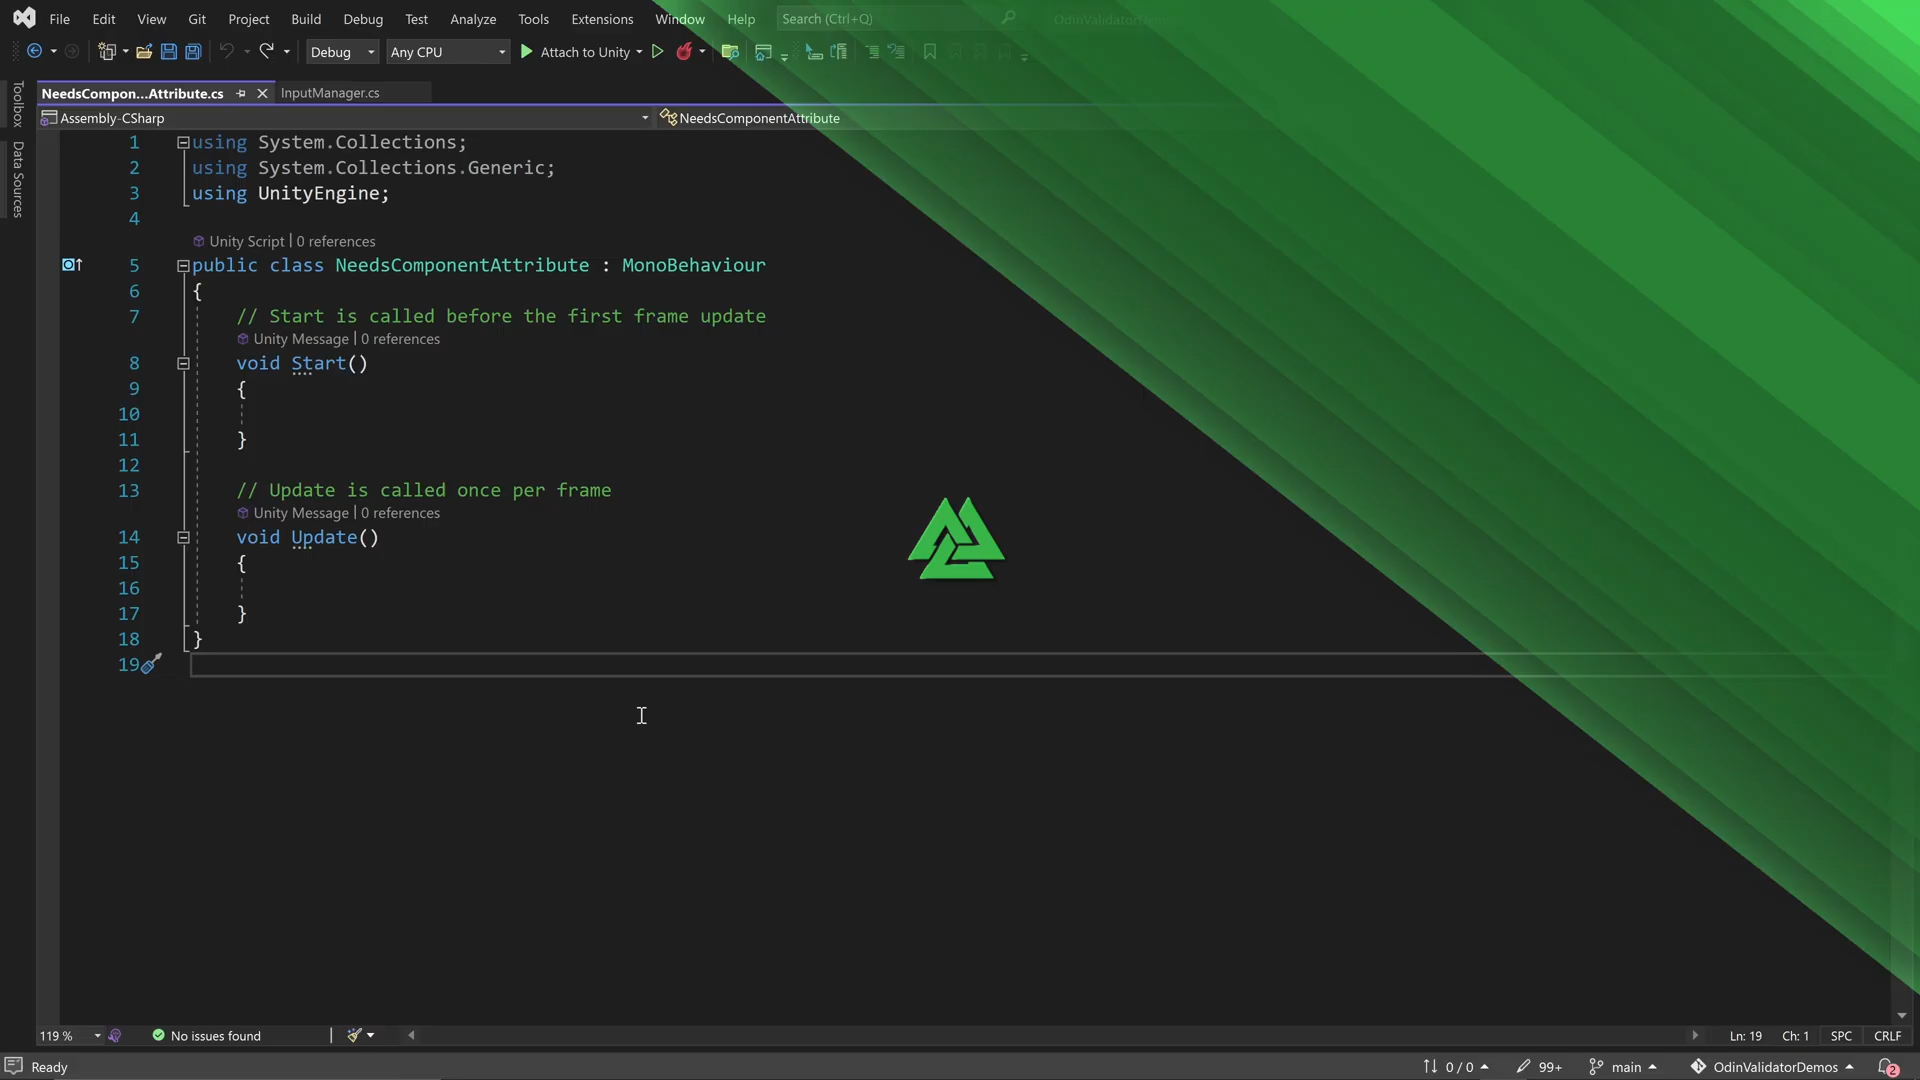 File Edit View Git Project Build Debug Test Analyze Tools Extensions Window Help Search (Ctrl+Q) OdinValidatorDemos
Debug Any CPU Attach to Unity
NeedsCompon...Attribute.cs InputManager.cs
Assembly-CSharp NeedsComponentAttribute
Toolbox
Data Sources
1 using System.Collections;
2 using System.Collections.Generic;
3 using UnityEngine;
4
Unity Script | 0 references
5 public class NeedsComponentAttribute : MonoBehaviour
6 {
7 // Start is called before the first frame update
Unity Message | 0 references
8 void Start()
9 {
10
11 }
12
13 // Update is called once per frame
Unity Message | 0 references
14 void Update()
15 {
16
17 }
18 }
19
119 % No issues found Ln: 19 Ch: 1 SPC CRLF
Ready 0 / 0 99+ main OdinValidatorDemos 2